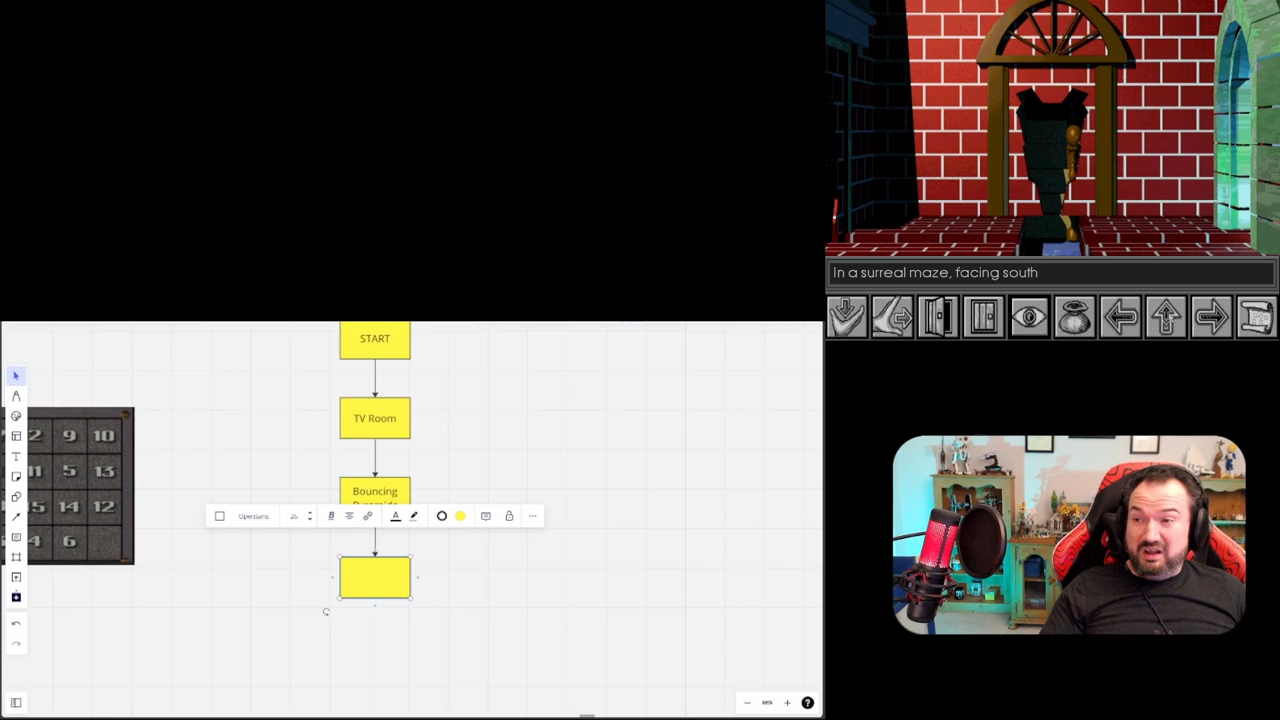 In a surreal maze, facing south
START
TV Room
Bouncing
OpenSans
2 9 10
11 5 13
5 14 12
4 6